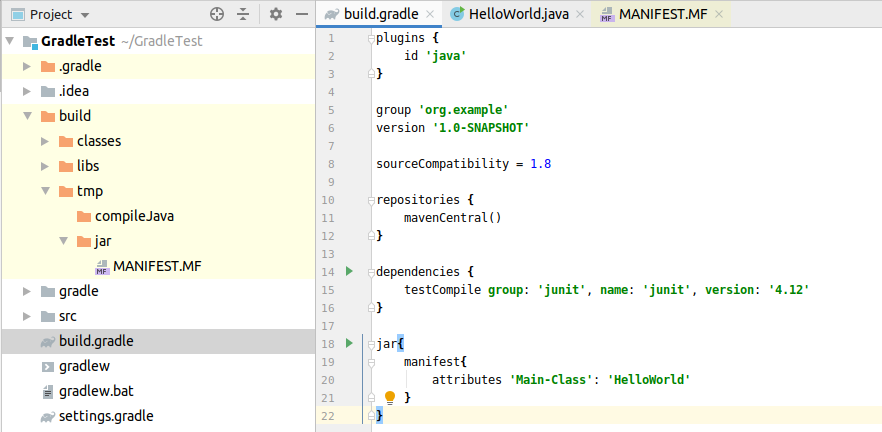 Project
GradleTest ~/GradleTest
.gradle
.idea
build
classes
libs
tmp
compileJava
jar
MF MANIFEST.MF
gradle
src
build.gradle
gradlew
gradlew.bat
settings.gradle
build.gradle HelloWorld.java MF MANIFEST.MF
1 plugins {
2 id 'java'
3 }
4
5 group 'org.example'
6 version '1.0-SNAPSHOT'
7
8 sourceCompatibility = 1.8
9
10 repositories {
11 mavenCentral()
12 }
13
14 dependencies {
15 testCompile group: 'junit', name: 'junit', version: '4.12'
16 }
17
18 jar{
19 manifest{
20 attributes 'Main-Class': 'HelloWorld'
21 }
22 }